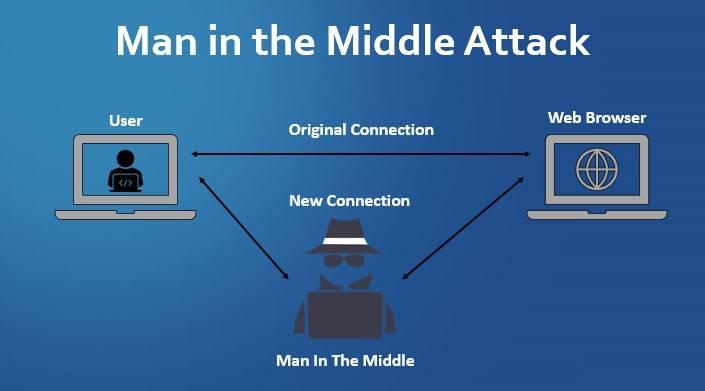 Man in the Middle Attack
User
Web Browser
Original Connection
New Connection
Man In The Middle